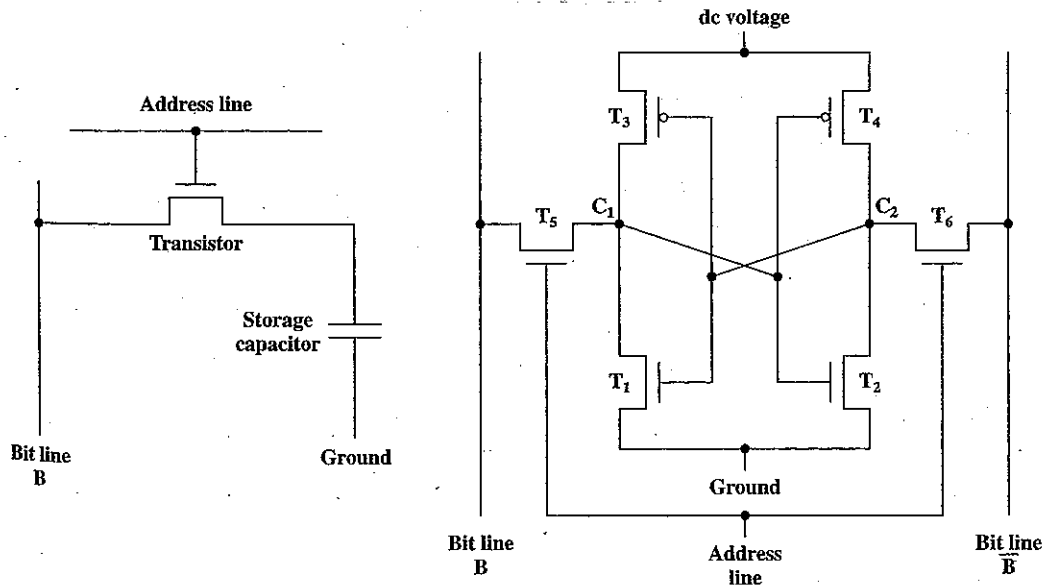 Address line
Transistor
Storage
capacitor
Bit line
B
Ground
dc voltage
T₃
T₄
C₁
C₂
T₅
T₆
T₁
T₂
Ground
Bit line
B
Address
line
Bit line
B̅